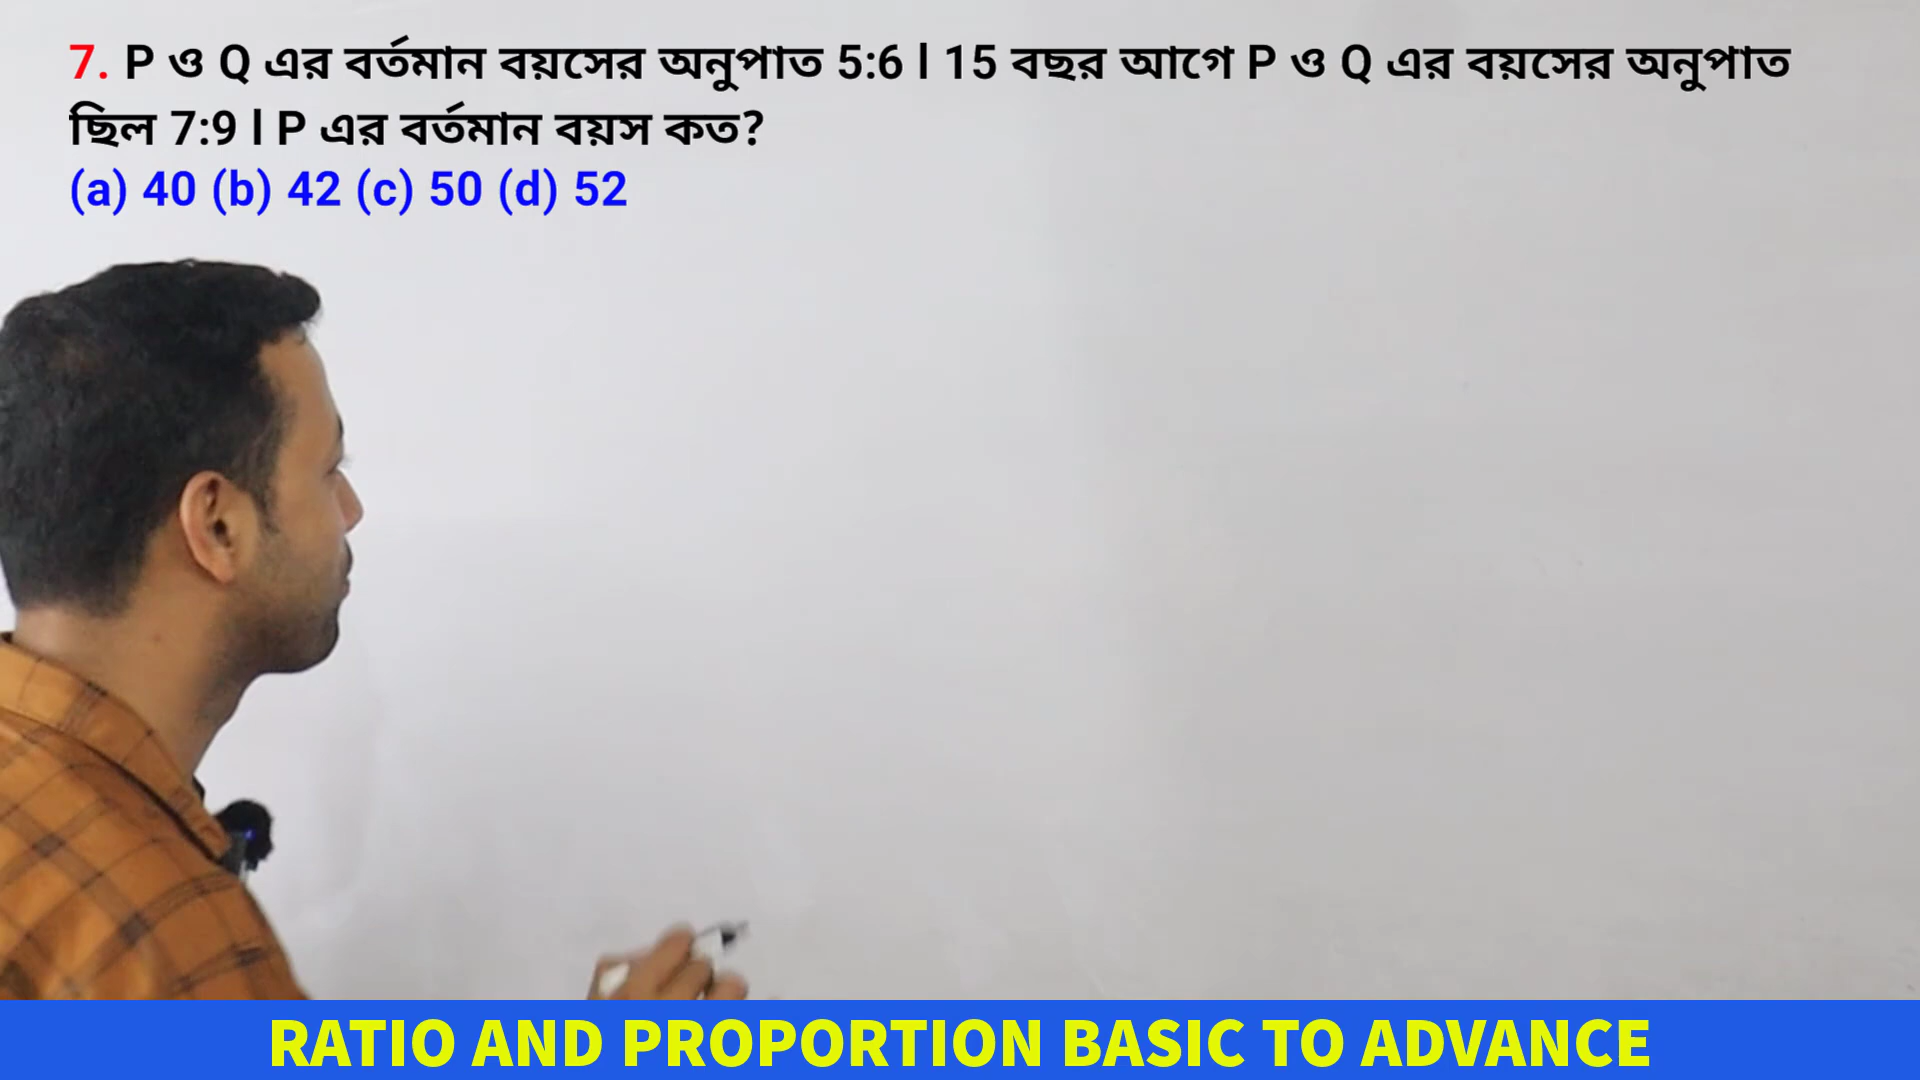 7. P ও Q এর বর্তমান বয়সের অনুপাত 5:6 l 15 বছর আগে P ও Q এর বয়সের অনুপাত
ছিল 7:9 l P এর বর্তমান বয়স কত?
(a) 40 (b) 42 (c) 50 (d) 52
RATIO AND PROPORTION BASIC TO ADVANCE